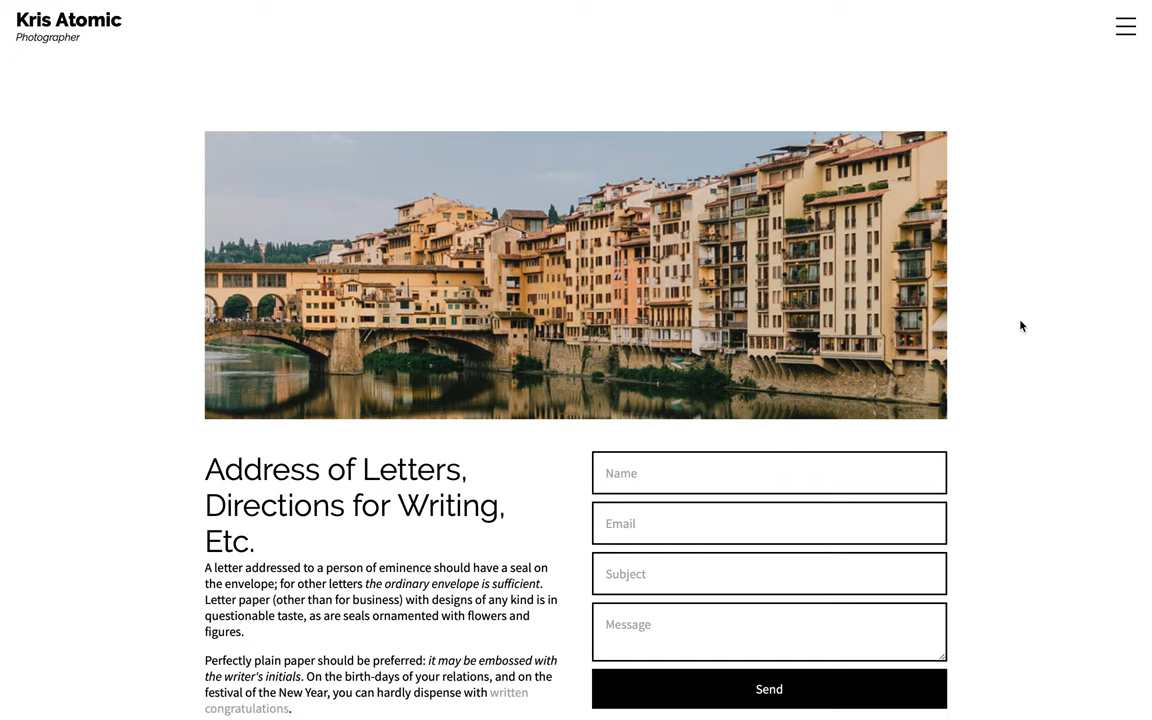 Kris Atomic
Photographer
Address of Letters,
Directions for Writing,
Etc.
A letter addressed to a person of eminence should have a seal on
the envelope; for other letters the ordinary envelope is sufficient.
Letter paper (other than for business) with designs of any kind is in
questionable taste, as are seals ornamented with flowers and
figures.
Perfectly plain paper should be preferred: it may be embossed with
the writer's initials. On the birth-days of your relations, and on the
festival of the New Year, you can hardly dispense with written
congratulations.
Name
Email
Subject
Message
Send